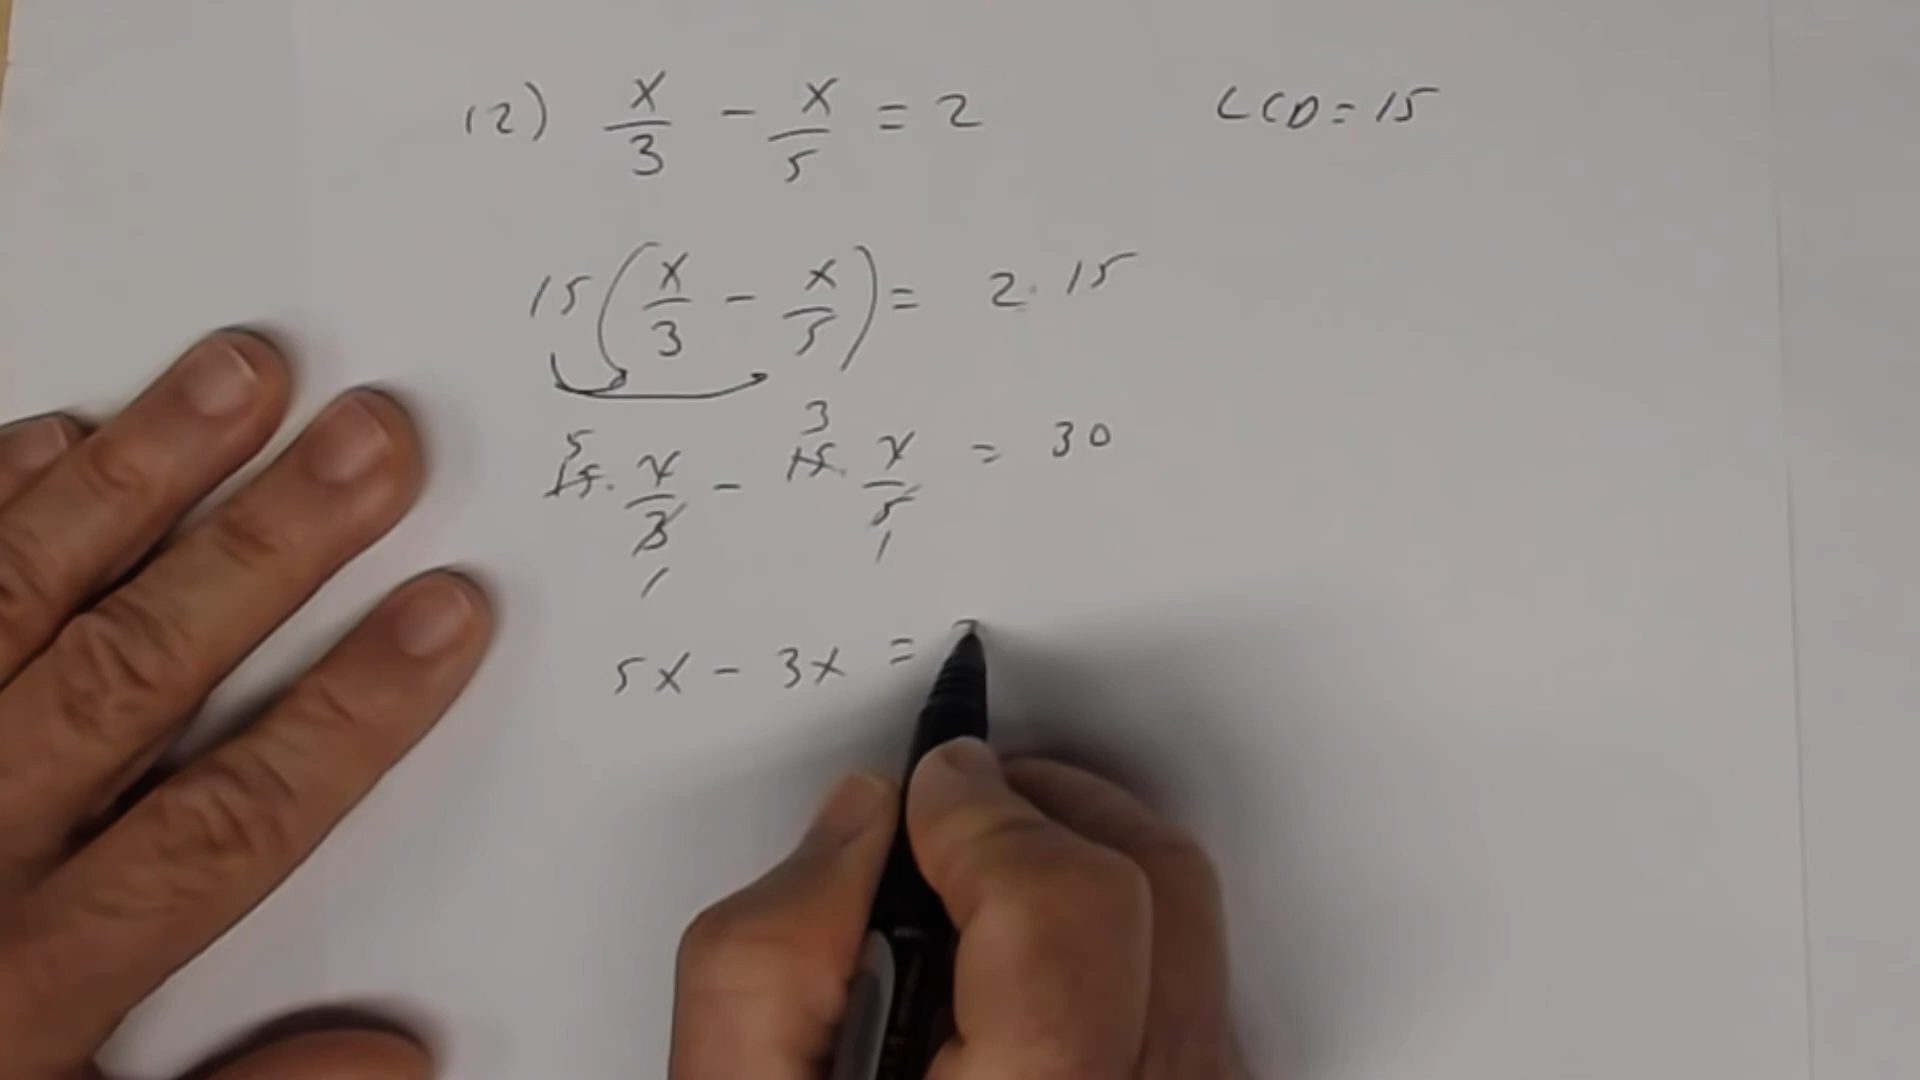 12) x/3 - x/5 = 2 LCD = 15
15(x/3 - x/5) = 2 · 15
5 3
15 · x/3 - 15 · x/5 = 30
1 1
5x - 3x =